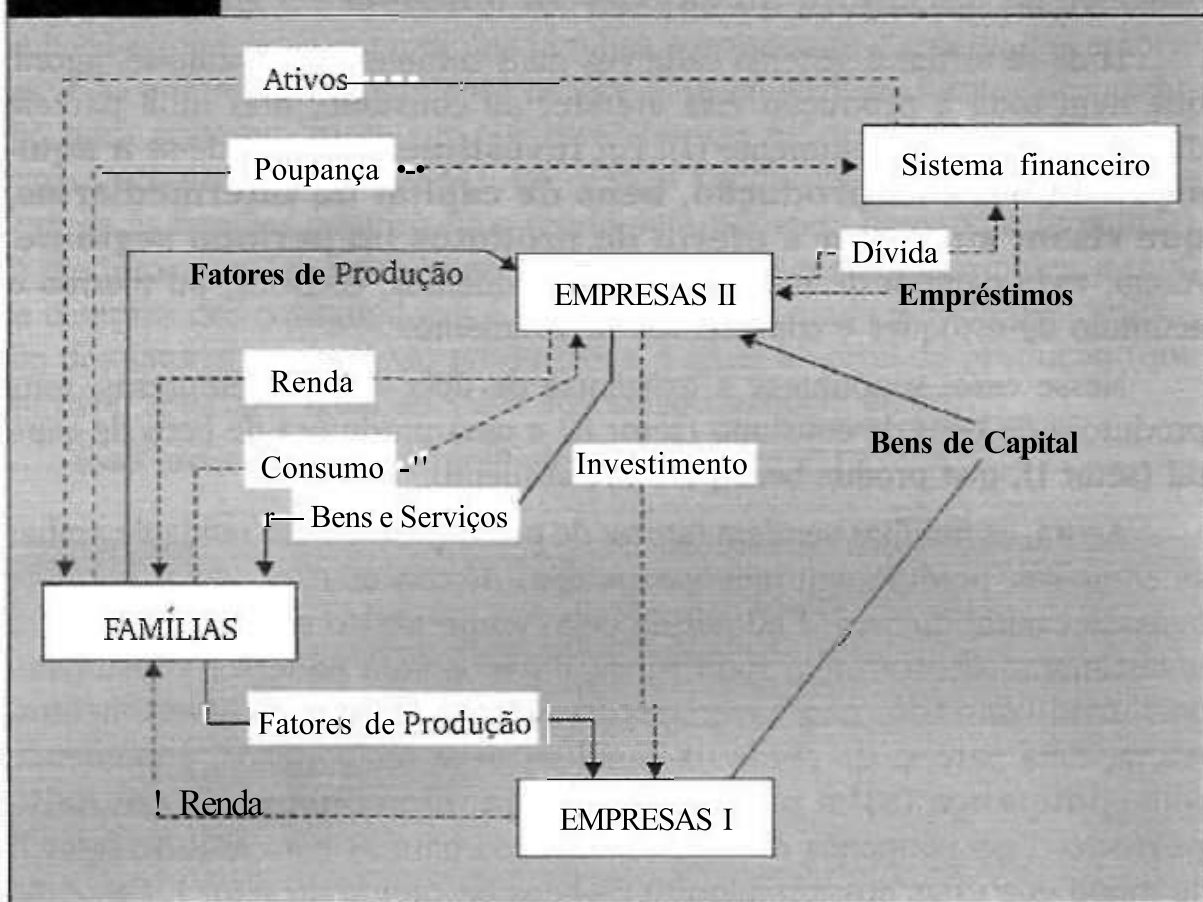 Ativos
Poupança
Sistema financeiro
Dívida
Fatores de Produção
EMPRESAS II
Empréstimos
Renda
Consumo
Investimento
Bens de Capital
Bens e Serviços
FAMÍLIAS
Fatores de Produção
Renda
EMPRESAS I